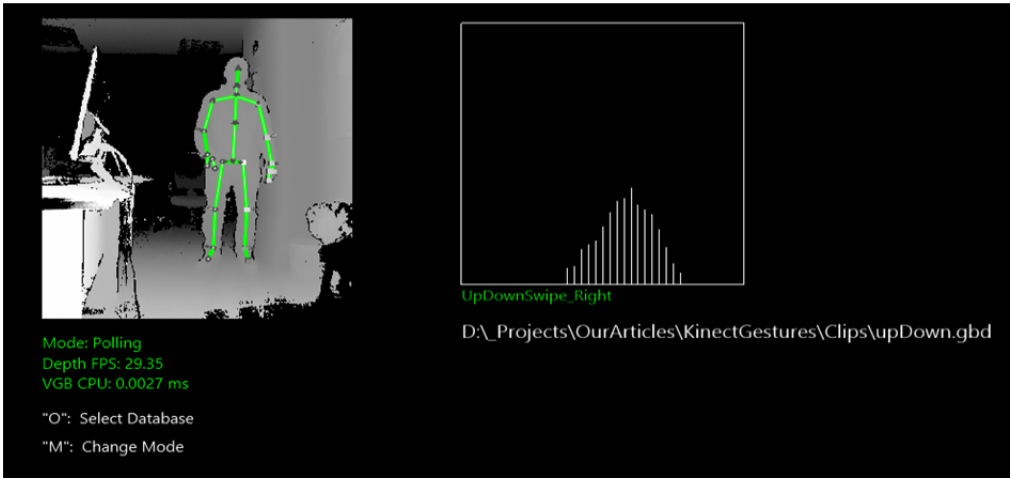 Mode: Polling
Depth FPS: 29.35
VGB CPU: 0.0027 ms
"O":  Select Database
"M":  Change Mode
UpDownSwipe_Right
D:\_Projects\OurArticles\KinectGestures\Clips\upDown.gbd